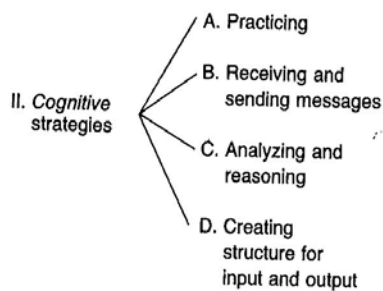 A. Practicing
B. Receiving and
sending messages
II. Cognitive
strategies
C. Analyzing and
reasoning
D. Creating
structure for
input and output